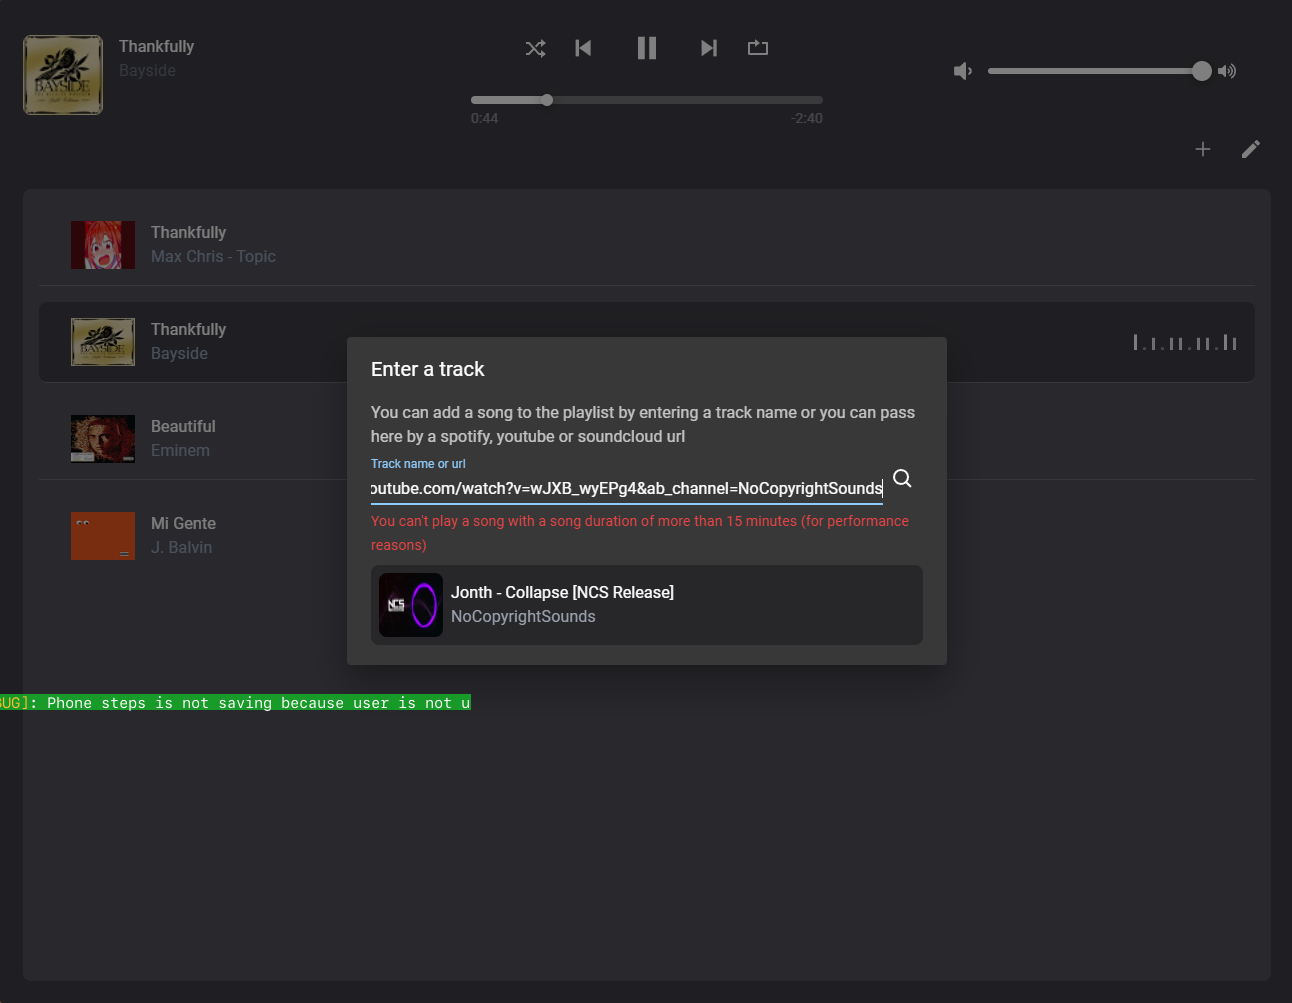 Thankfully
Bayside
BAYSIDE
0:44
-2:40
Thankfully
Max Chris - Topic
Thankfully
Bayside
BAYSIDE
Enter a track
You can add a song to the playlist by entering a track name or you can pass
here by a spotify, youtube or soundcloud url
Track name or url
outube.com/watch?v=wJXB_wyEPg4&ab_channel=NoCopyrightSounds
You can't play a song with a song duration of more than 15 minutes (for performance
reasons)
NCS
Jonth - Collapse [NCS Release]
NoCopyrightSounds
Beautiful
Eminem
Mi Gente
J. Balvin
BUG]: Phone steps is not saving because user is not u